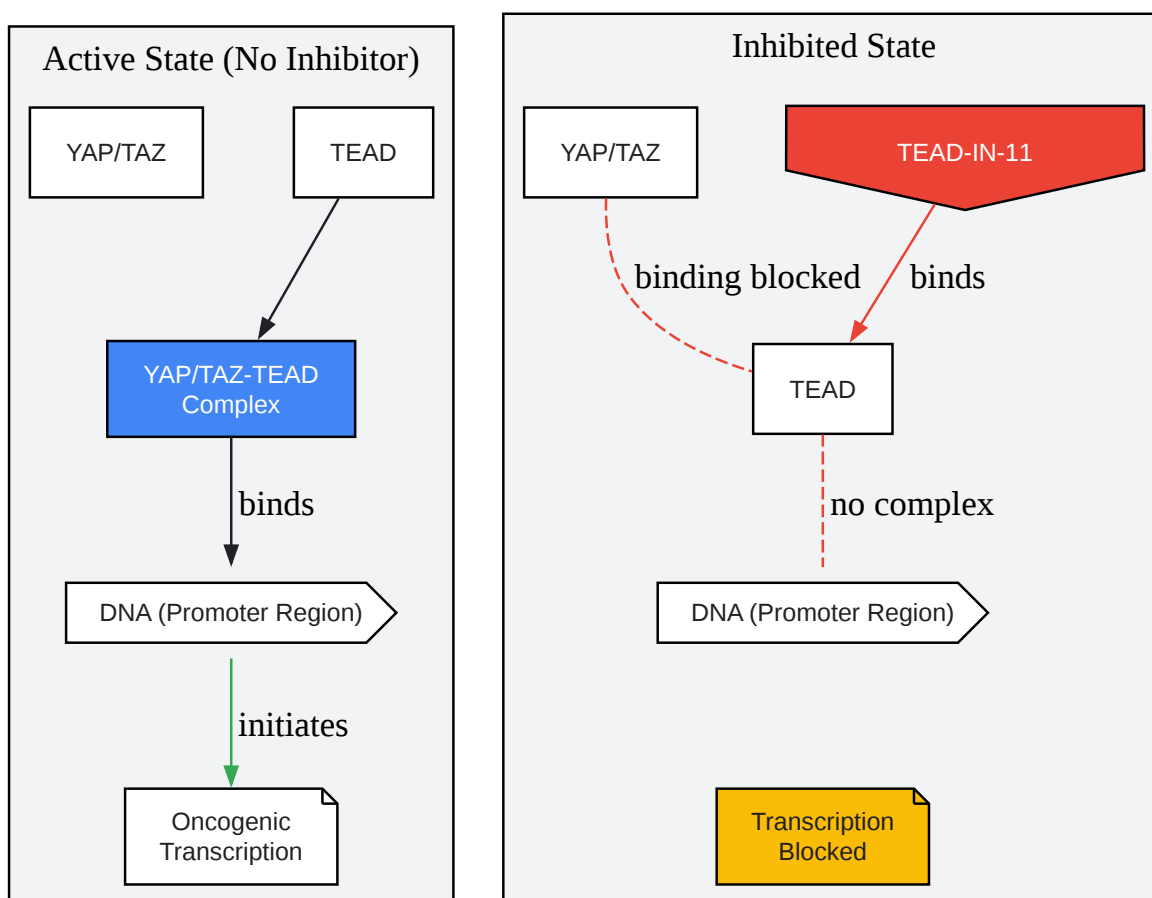 Active State (No Inhibitor)
YAP/TAZ
TEAD
YAP/TAZ-TEAD
Complex
binds
DNA (Promoter Region)
initiates
Oncogenic
Transcription
Inhibited State
YAP/TAZ
TEAD-IN-11
binding blocked
binds
TEAD
no complex
DNA (Promoter Region)
Transcription
Blocked